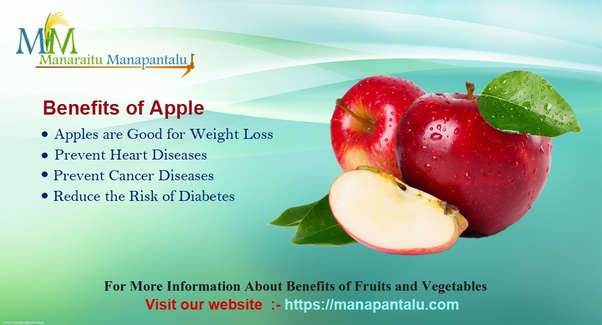 MM
Manaraitu Manapantalu
Benefits of Apple
• Apples are Good for Weight Loss
• Prevent Heart Diseases
• Prevent Cancer Diseases
• Reduce the Risk of Diabetes
For More Information About Benefits of Fruits and Vegetables
Visit our website :- https://manapantalu.com